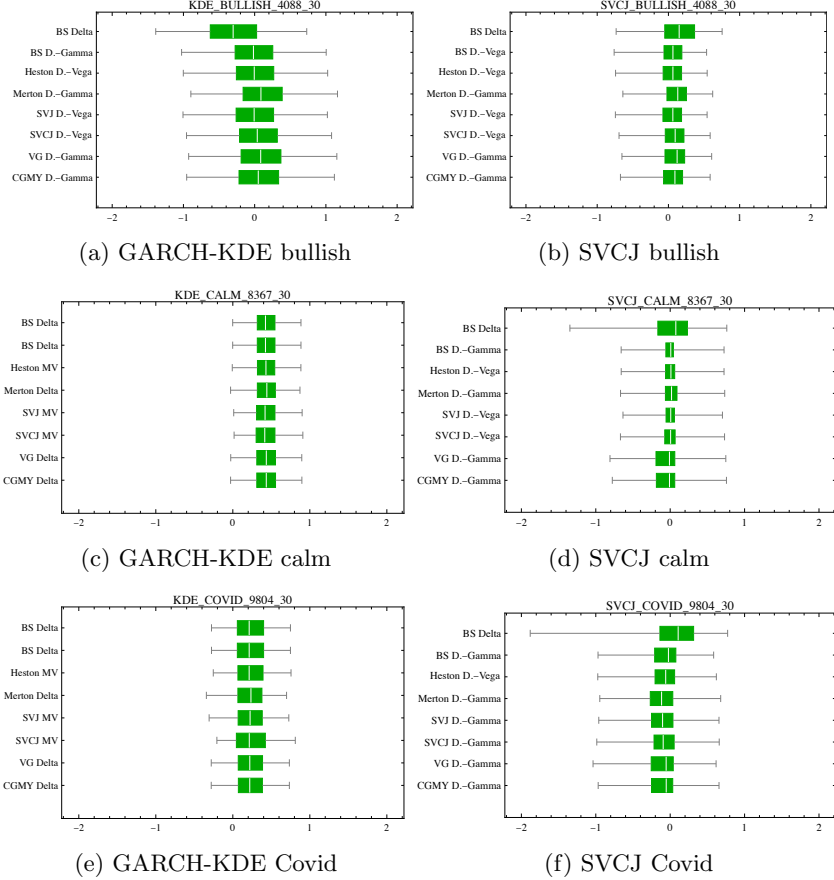 KDE_BULLISH_4088_30
BS Delta
BS D.-Gamma
Heston D.-Vega
Merton D.-Gamma
SVJ D.-Vega
SVCJ D.-Vega
VG D.-Gamma
CGMY D.-Gamma
-2 -1 0 1 2
(a) GARCH-KDE bullish
SVCJ_BULLISH_4088_30
BS Delta
BS D.-Vega
Heston D.-Vega
Merton D.-Gamma
SVJ D.-Vega
SVCJ D.-Vega
VG D.-Gamma
CGMY D.-Gamma
-2 -1 0 1 2
(b) SVCJ bullish
KDE_CALM_8367_30
BS Delta
BS Delta
Heston MV
Merton Delta
SVJ MV
SVCJ MV
VG Delta
CGMY Delta
-2 -1 0 1 2
(c) GARCH-KDE calm
SVCJ_CALM_8367_30
BS Delta
BS D.-Gamma
Heston D.-Vega
Merton D.-Gamma
SVJ D.-Vega
SVCJ D.-Vega
VG D.-Gamma
CGMY D.-Gamma
-2 -1 0 1 2
(d) SVCJ calm
KDE_COVID_9804_30
BS Delta
BS Delta
Heston MV
Merton Delta
SVJ MV
SVCJ MV
VG Delta
CGMY Delta
-2 -1 0 1 2
(e) GARCH-KDE Covid
SVCJ_COVID_9804_30
BS Delta
BS D.-Gamma
Heston D.-Vega
Merton D.-Gamma
SVJ D.-Gamma
SVCJ D.-Gamma
VG D.-Gamma
CGMY D.-Gamma
-2 -1 0 1 2
(f) SVCJ Covid